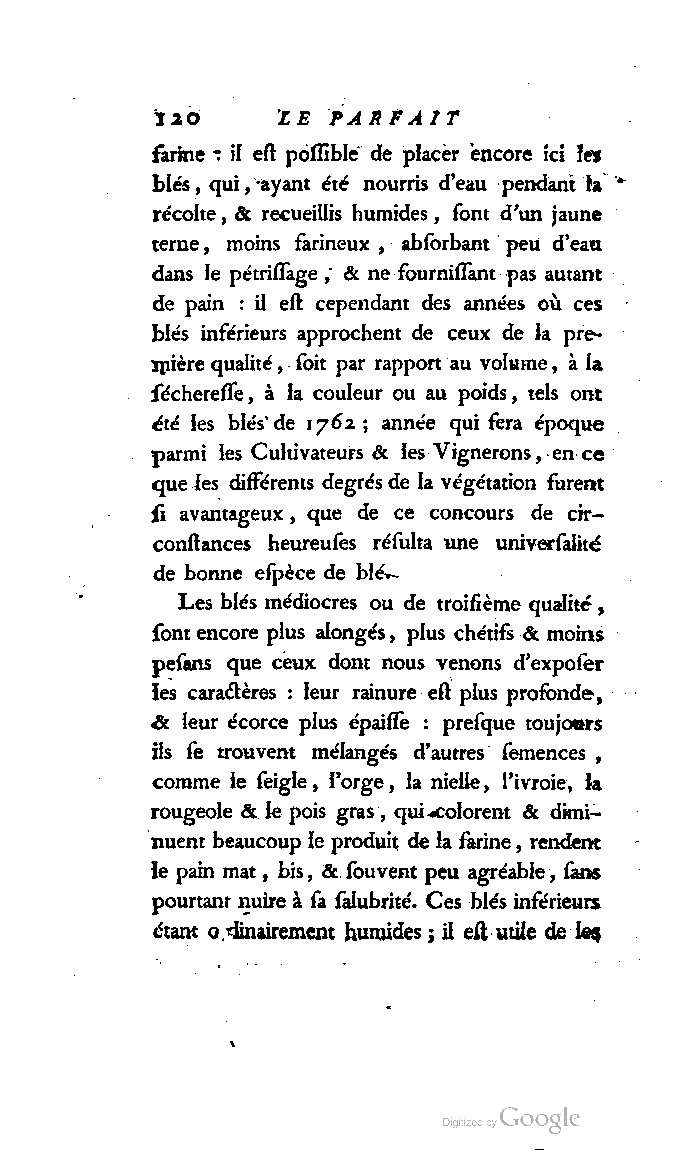 120 LE PARFAIT
farine : il eſt poſſible de placer encore ici les
blés, qui, ayant été nourris d'eau pendant la
récolte, & recueillis humides, ſont d'un jaune
terne, moins farineux, abſorbant peu d'eau
dans le pétriſſage, & ne fourniſſant pas autant
de pain : il eſt cependant des années où ces
blés inférieurs approchent de ceux de la pre-
mière qualité, ſoit par rapport au volume, à la
ſéchereſſe, à la couleur ou au poids, tels ont
été les blés de 1762; année qui fera époque
parmi les Cultivateurs & les Vignerons, en ce
que les différents degrés de la végétation furent
ſi avantageux, que de ce concours de cir-
conſtances heureuſes réſulta une univerſalité
de bonne eſpèce de blé.
Les blés médiocres ou de troiſième qualité,
ſont encore plus alongés, plus chétifs & moins
peſans que ceux dont nous venons d'expoſer
les caractères : leur rainure eſt plus profonde,
& leur écorce plus épaiſſe : preſque toujours
ils ſe trouvent mélangés d'autres ſemences,
comme le ſeigle, l'orge, la nielle, l'ivroie, la
rougeole & le pois gras, qui colorent & dimi-
nuent beaucoup le produit de la farine, rendent
le pain mat, bis, & ſouvent peu agréable, ſans
pourtant nuire à ſa ſalubrité. Ces blés inférieurs
étant ordinairement humides; il eſt utile de les
Digitized by Google